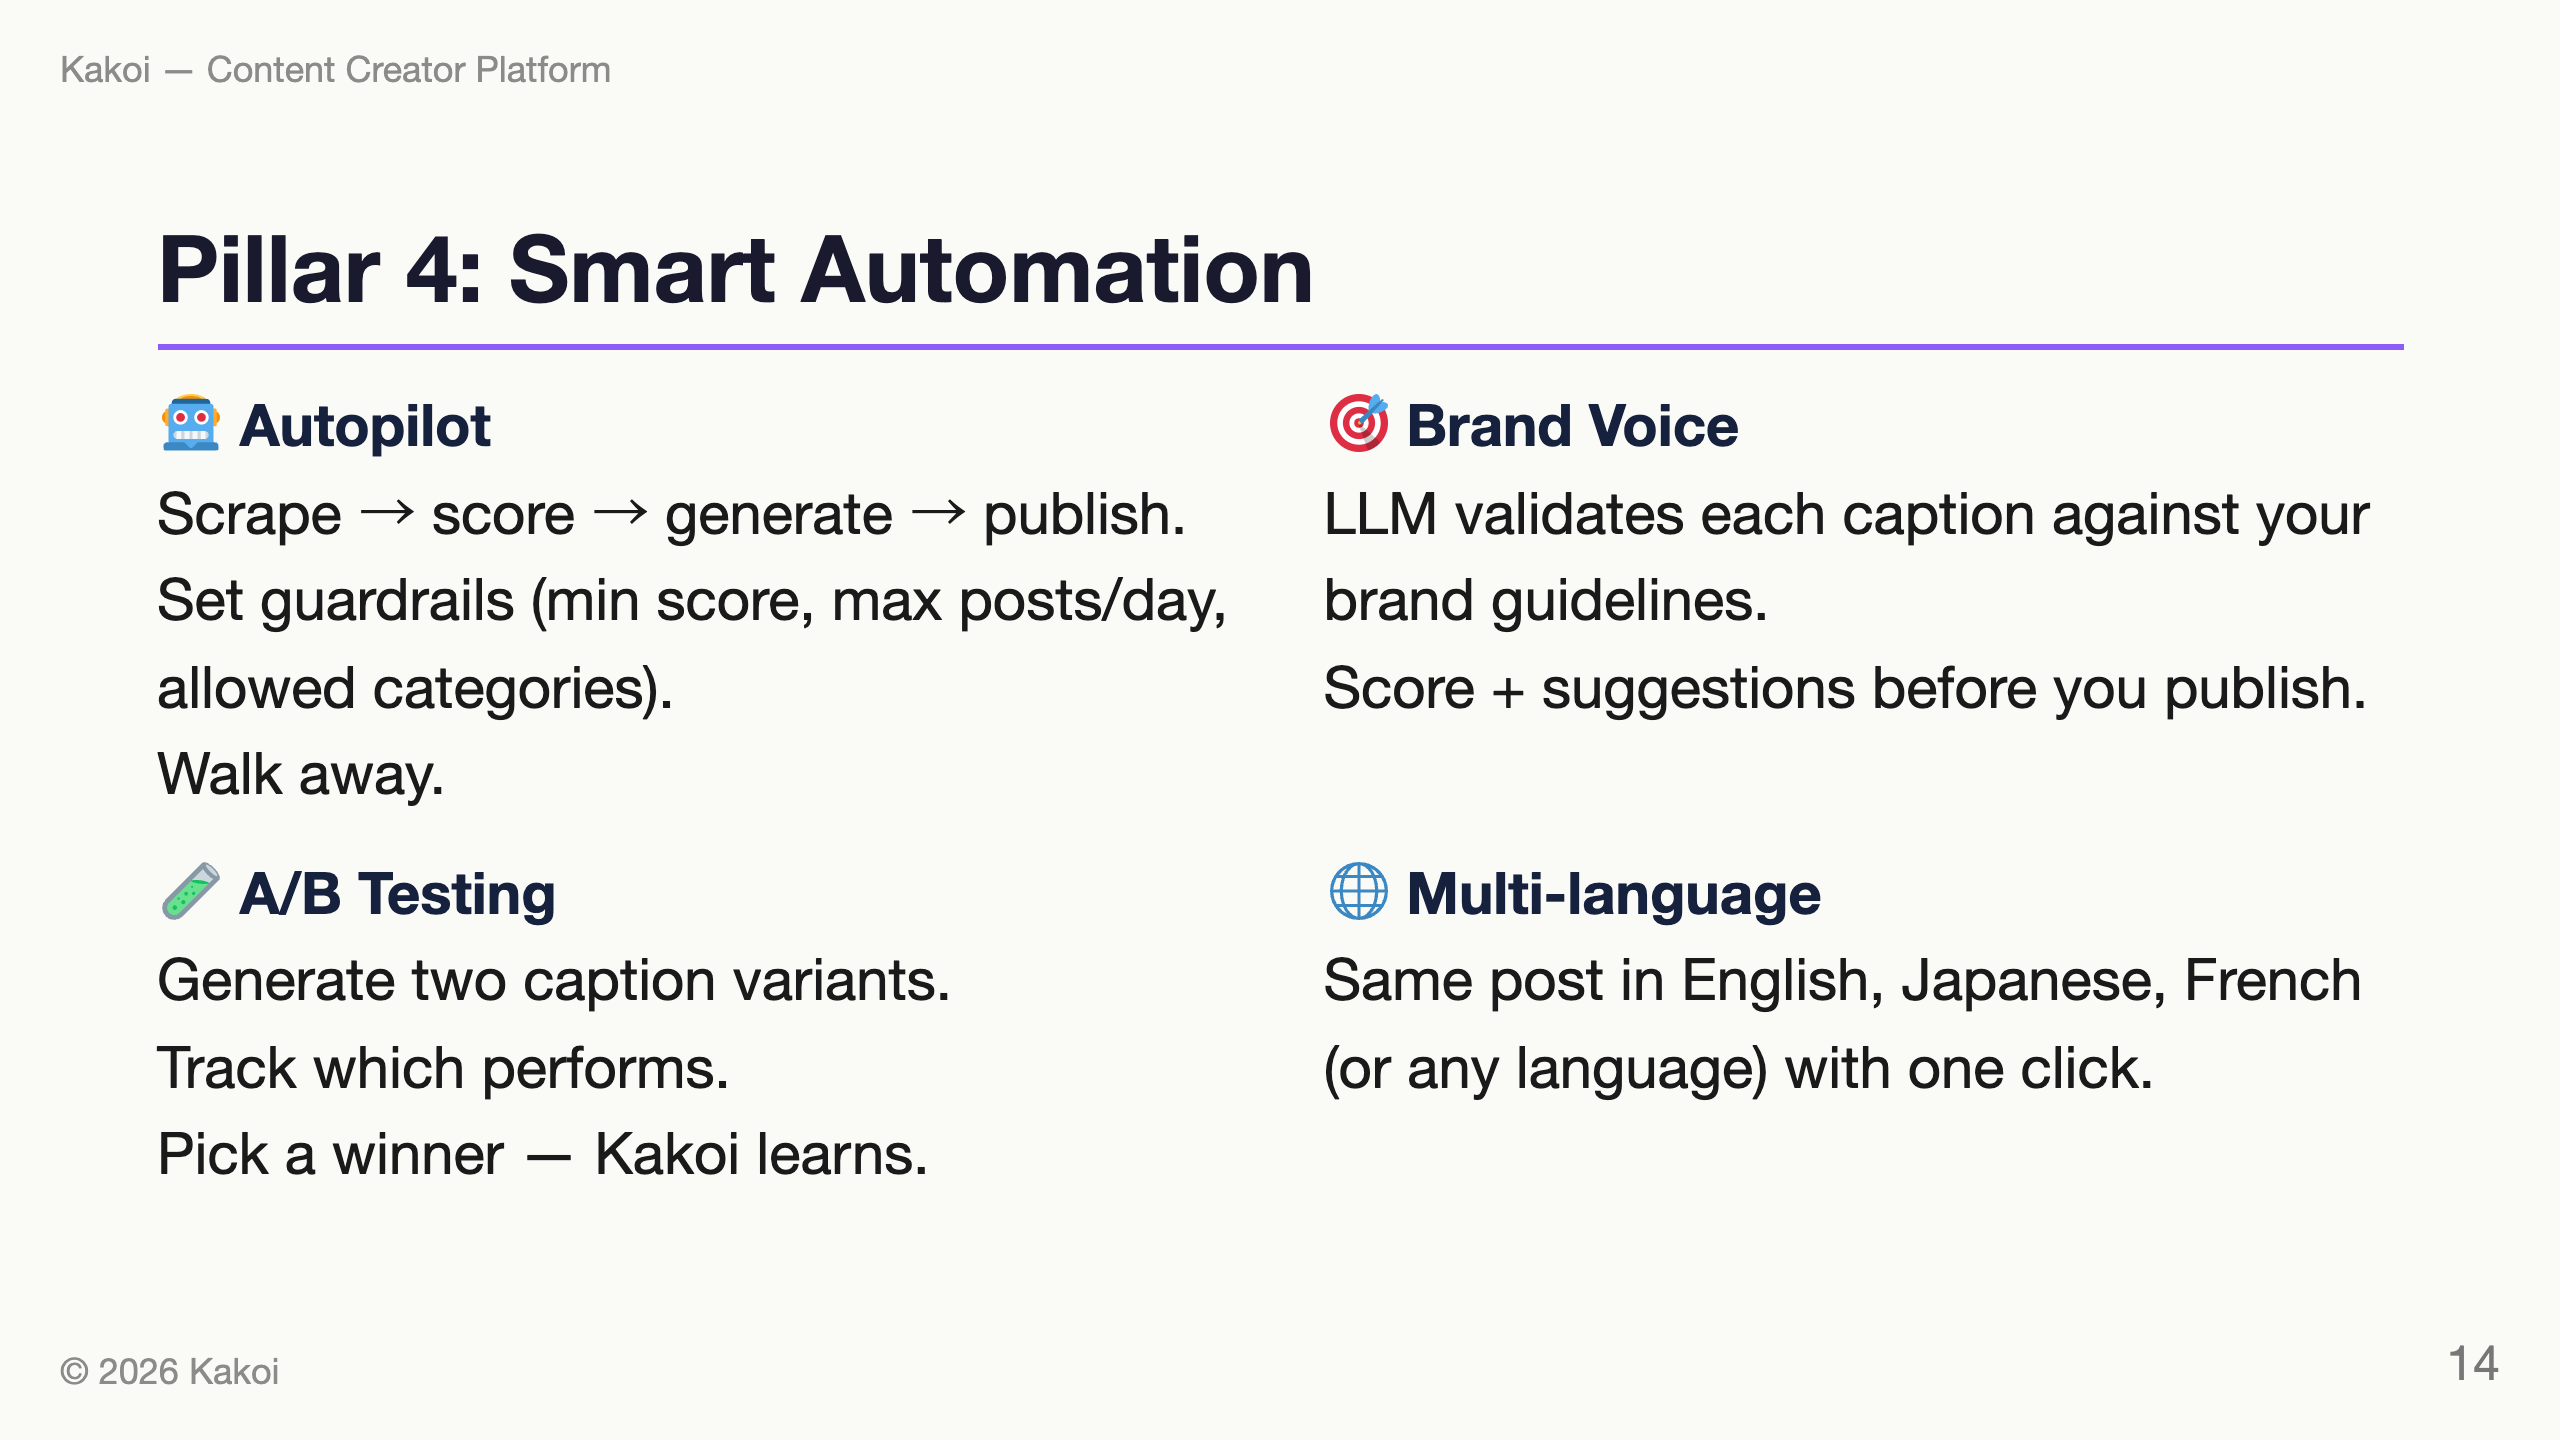 Kakoi — Content Creator Platform
Pillar 4: Smart Automation
🤖 Autopilot
Scrape → score → generate → publish.
Set guardrails (min score, max posts/day,
allowed categories).
Walk away.
🎯 Brand Voice
LLM validates each caption against your
brand guidelines.
Score + suggestions before you publish.
🧪 A/B Testing
Generate two caption variants.
Track which performs.
Pick a winner — Kakoi learns.
🌐 Multi-language
Same post in English, Japanese, French
(or any language) with one click.
© 2026 Kakoi
14